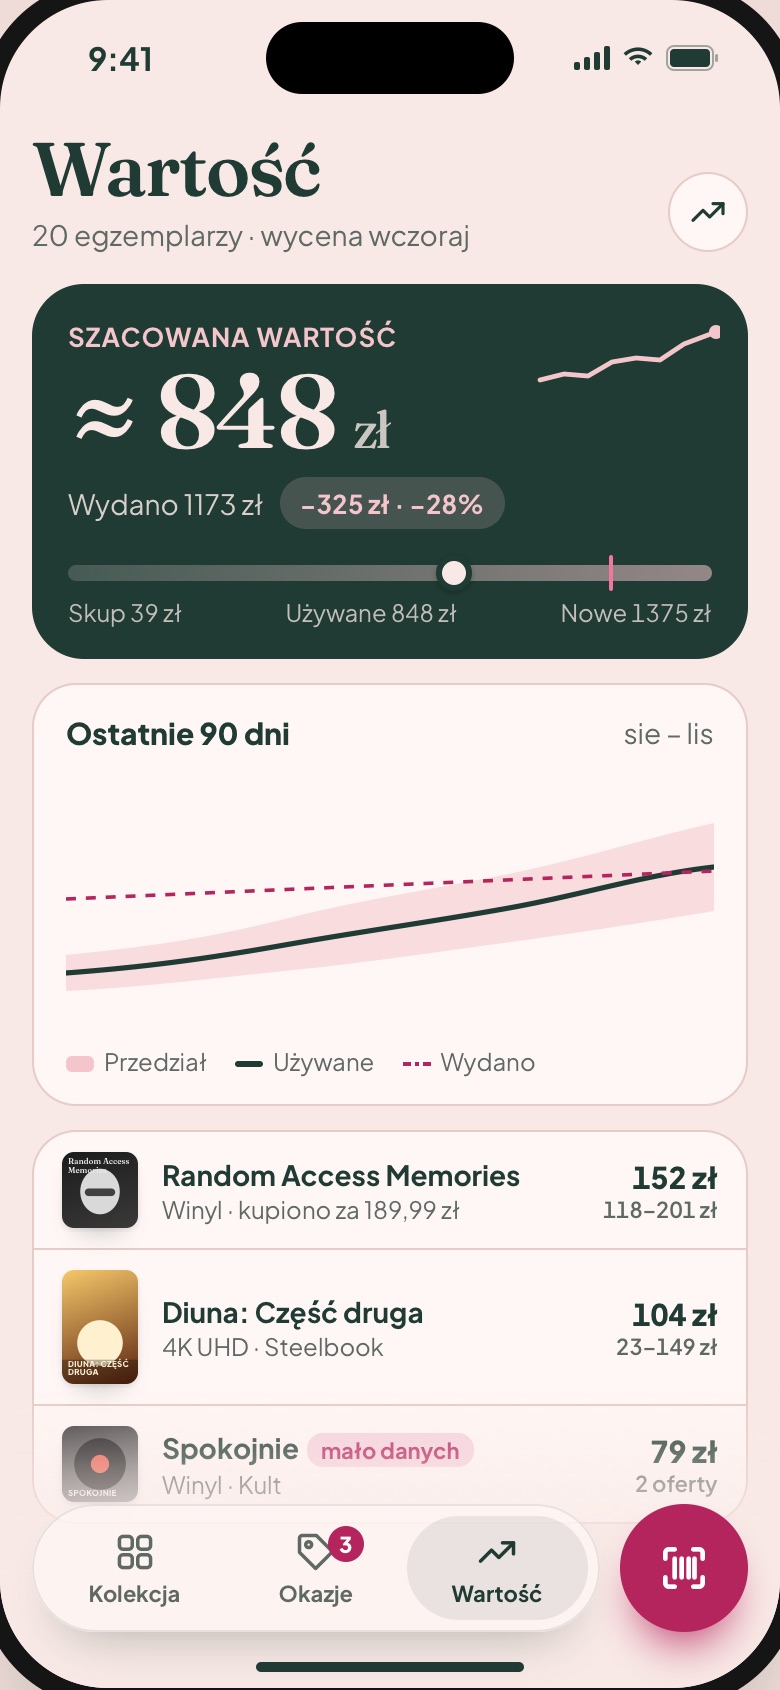 9:41
Wartość
20 egzemplarzy · wycena wczoraj
SZACOWANA WARTOŚĆ
≈ 848 zł
Wydano 1173 zł −325 zł · −28%
Skup 39 zł Używane 848 zł Nowe 1375 zł
Ostatnie 90 dni sie – lis
Przedział Używane Wydano
Random Access
Memories
Random Access Memories 152 zł
Winyl · kupiono za 189,99 zł 118–201 zł
DIUNA: CZĘŚĆ
DRUGA
Diuna: Część druga 104 zł
4K UHD · Steelbook 23–149 zł
SPOKOJNIE
Spokojnie mało danych 79 zł
Winyl · Kult 2 oferty
3
Kolekcja Okazje Wartość